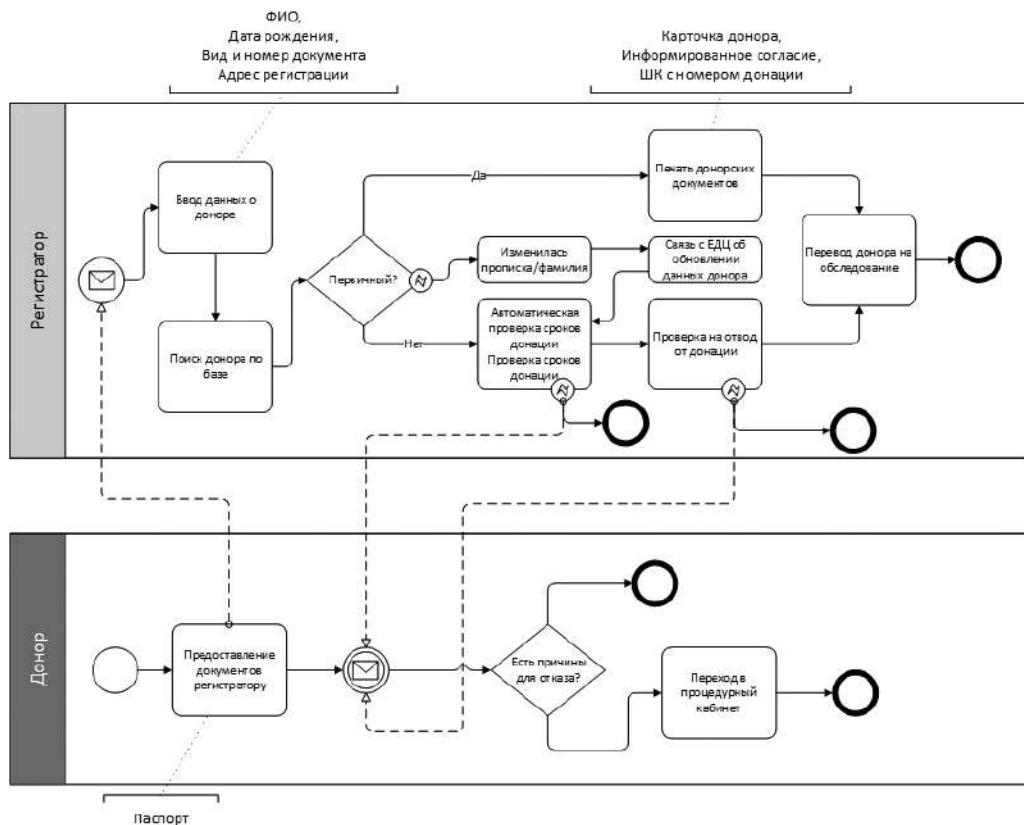 ФИО,
Дата рождения,
Вид и номер документа
Адрес регистрации
Карточка донора,
Информированное согласие,
ШК с номером донации
Регистратор
Ввод данных о
доноре
Поиск донора по
базе
Первичный?
Да
Нет
Печать донорских
документов
Изменилась
прописка/фамилия
Связь с ЕДЦ об
обновлении
данных донора
Автоматическая
проверка сроков
донации
Проверка сроков
донации
Проверка на отвод
от донации
Перевод донора на
обследование
Донор
Предоставление
документов
регистратору
Есть причины
для отказа?
Переход в
процедурный
кабинет
Паспорт